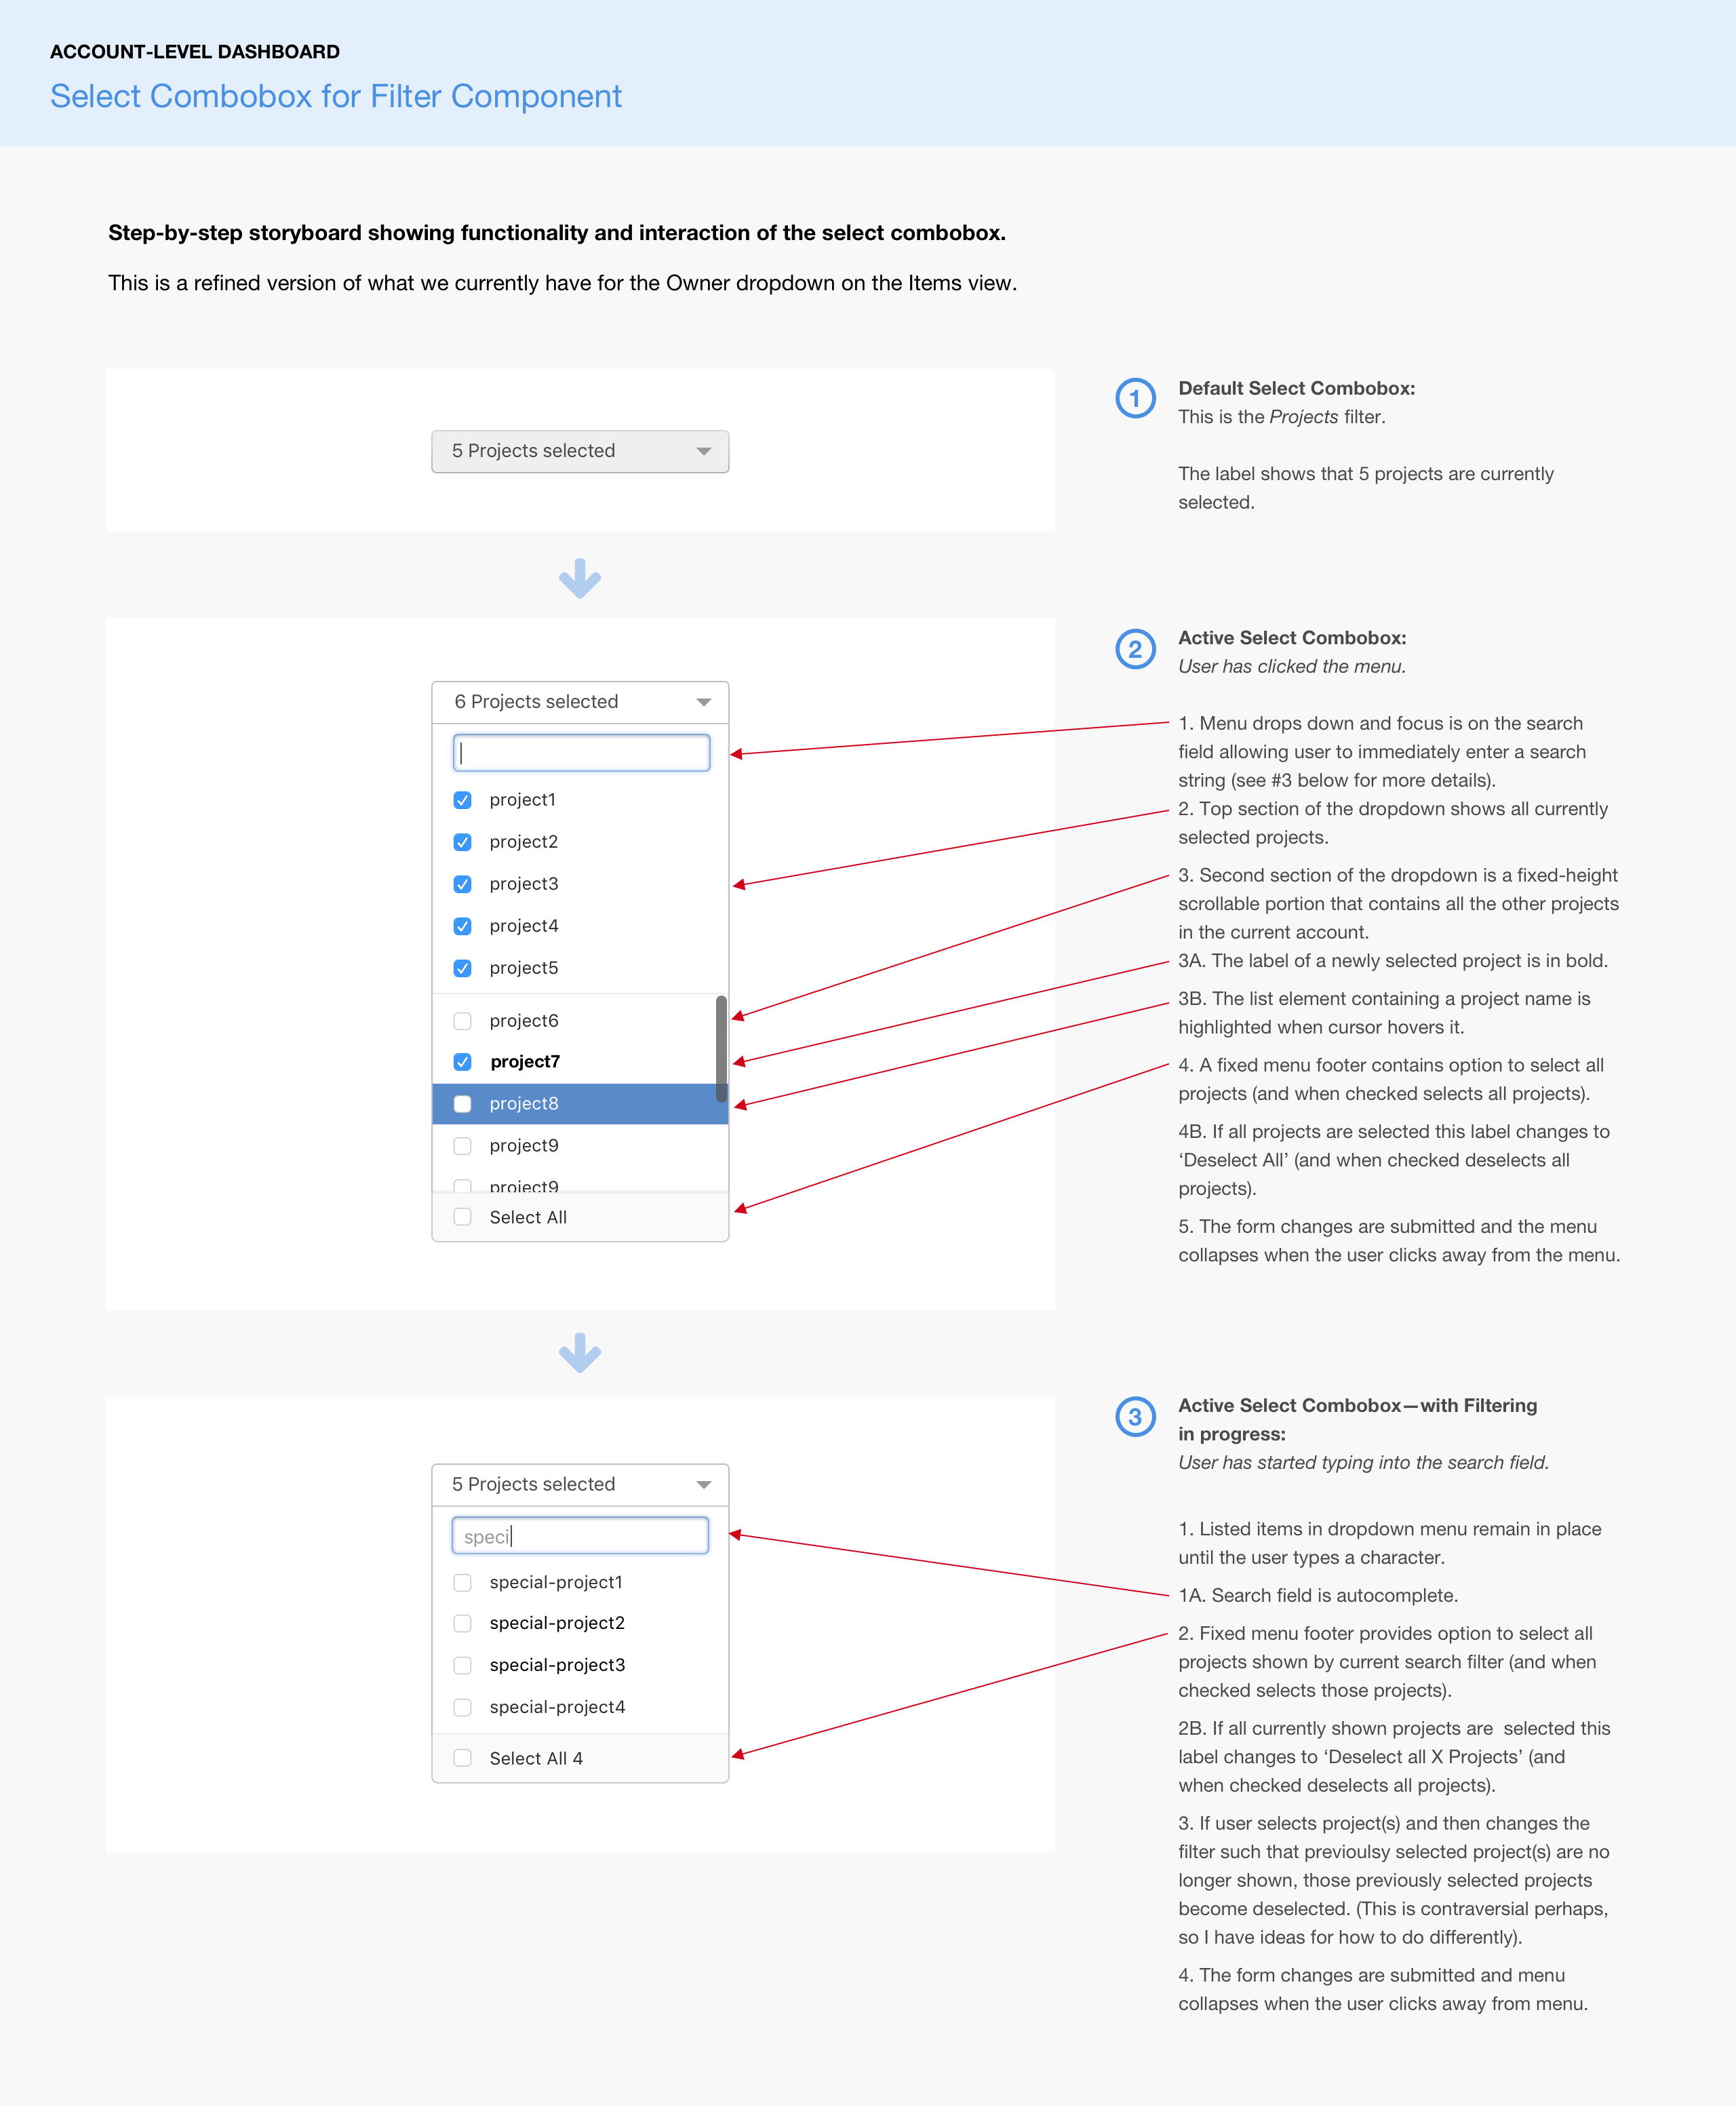 ACCOUNT-LEVEL DASHBOARD
Select Combobox for Filter Component
Step-by-step storyboard showing functionality and interaction of the select combobox.
This is a refined version of what we currently have for the Owner dropdown on the Items view.
5 Projects selected
1
Default Select Combobox:
This is the Projects filter.
The label shows that 5 projects are currently
selected.
6 Projects selected
project1
project2
project3
project4
project5
project6
project7
project8
project9
project9
Select All
2
Active Select Combobox:
User has clicked the menu.
1. Menu drops down and focus is on the search
field allowing user to immediately enter a search
string (see #3 below for more details).
2. Top section of the dropdown shows all currently
selected projects.
3. Second section of the dropdown is a fixed-height
scrollable portion that contains all the other projects
in the current account.
3A. The label of a newly selected project is in bold.
3B. The list element containing a project name is
highlighted when cursor hovers it.
4. A fixed menu footer contains option to select all
projects (and when checked selects all projects).
4B. If all projects are selected this label changes to
‘Deselect All’ (and when checked deselects all
projects).
5. The form changes are submitted and the menu
collapses when the user clicks away from the menu.
5 Projects selected
speci
special-project1
special-project2
special-project3
special-project4
Select All 4
3
Active Select Combobox—with Filtering
in progress:
User has started typing into the search field.
1. Listed items in dropdown menu remain in place
until the user types a character.
1A. Search field is autocomplete.
2. Fixed menu footer provides option to select all
projects shown by current search filter (and when
checked selects those projects).
2B. If all currently shown projects are  selected this
label changes to ‘Deselect all X Projects’ (and
when checked deselects all projects).
3. If user selects project(s) and then changes the
filter such that previoulsy selected project(s) are no
longer shown, those previously selected projects
become deselected. (This is contraversial perhaps,
so I have ideas for how to do differently).
4. The form changes are submitted and menu
collapses when the user clicks away from menu.